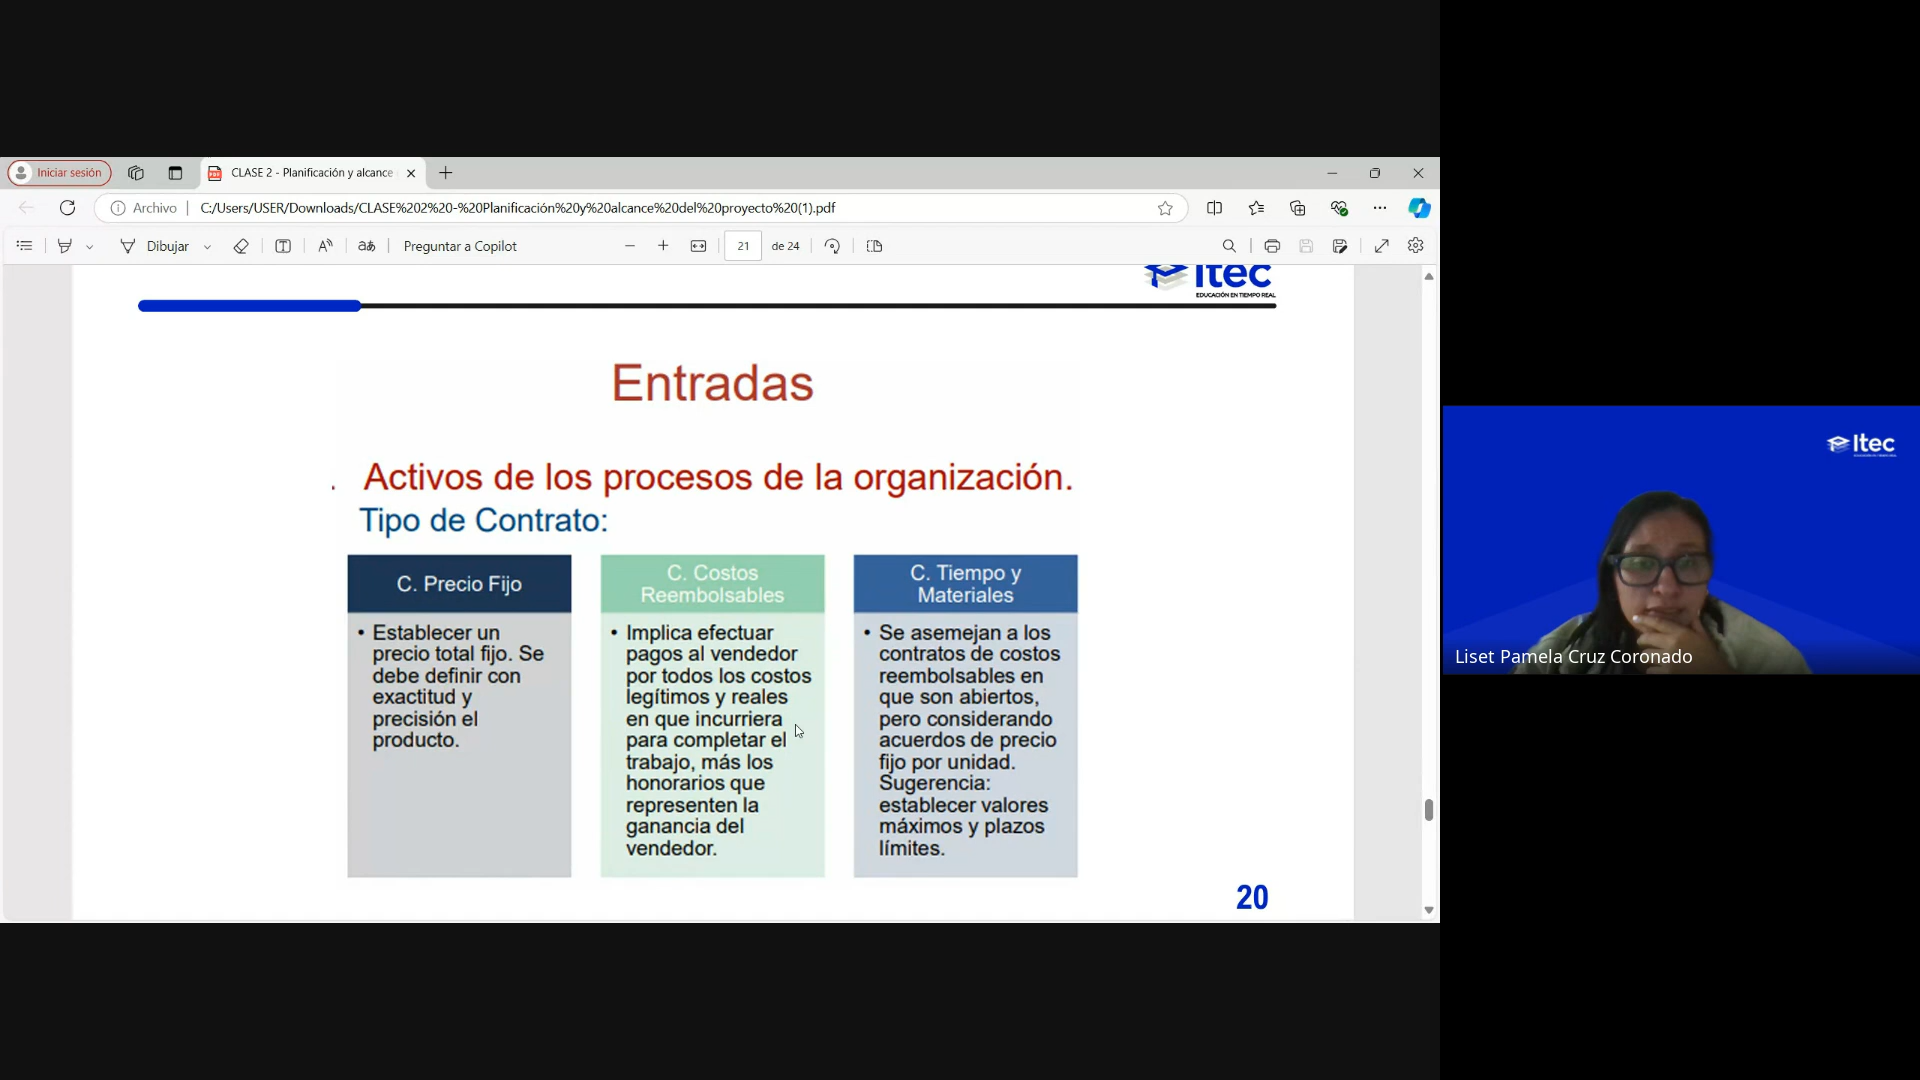 Iniciar sesión
CLASE 2 - Planificación y alcance
Archivo
C:/Users/USER/Downloads/CLASE%202%20-%20Planificación%20y%20alcance%20del%20proyecto%20(1).pdf
Dibujar
Preguntar a Copilot
21
de 24
Itec
EDUCACIÓN EN TIEMPO REAL
Entradas
. Activos de los procesos de la organización.
Tipo de Contrato:
C. Precio Fijo
• Establecer un
precio total fijo. Se
debe definir con
exactitud y
precisión el
producto.
C. Costos
Reembolsables
• Implica efectuar
pagos al vendedor
por todos los costos
legítimos y reales
en que incurriera
para completar el
trabajo, más los
honorarios que
representen la
ganancia del
vendedor.
C. Tiempo y
Materiales
• Se asemejan a los
contratos de costos
reembolsables en
que son abiertos,
pero considerando
acuerdos de precio
fijo por unidad.
Sugerencia:
establecer valores
máximos y plazos
límites.
20
Itec
Liset Pamela Cruz Coronado